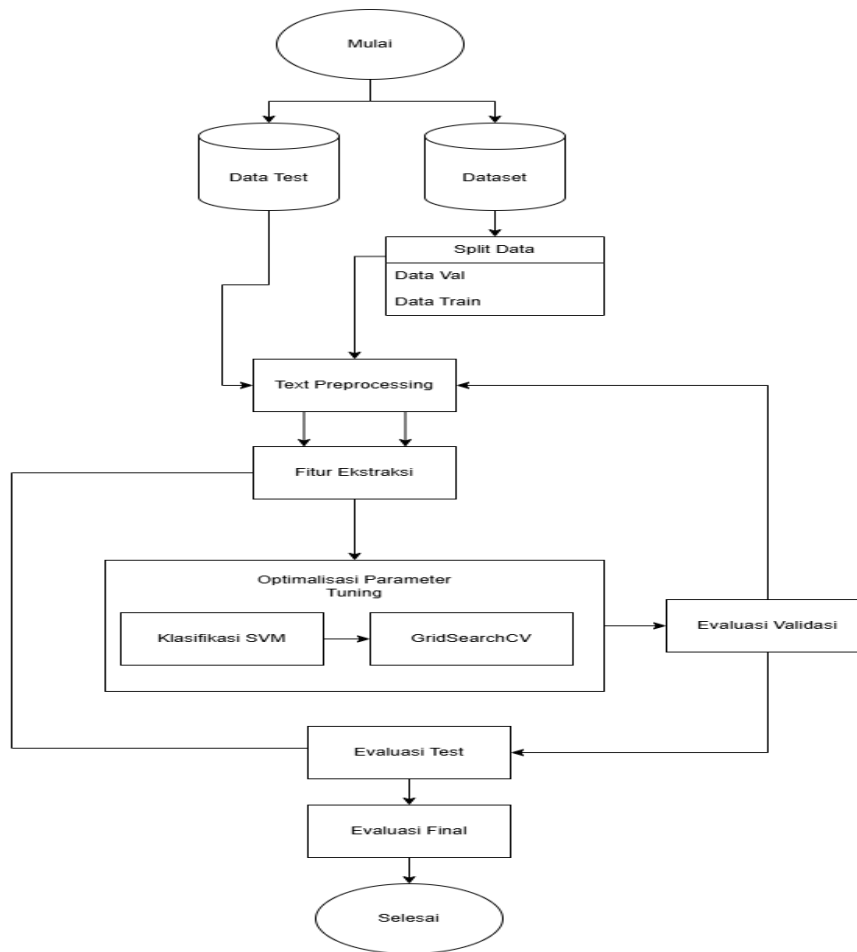 Mulai
Data Test
Dataset
Split Data
Data Val
Data Train
Text Preprocessing
Fitur Ekstraksi
Optimalisasi Parameter
Tuning
Klasifikasi SVM
GridSearchCV
Evaluasi Validasi
Evaluasi Test
Evaluasi Final
Selesai